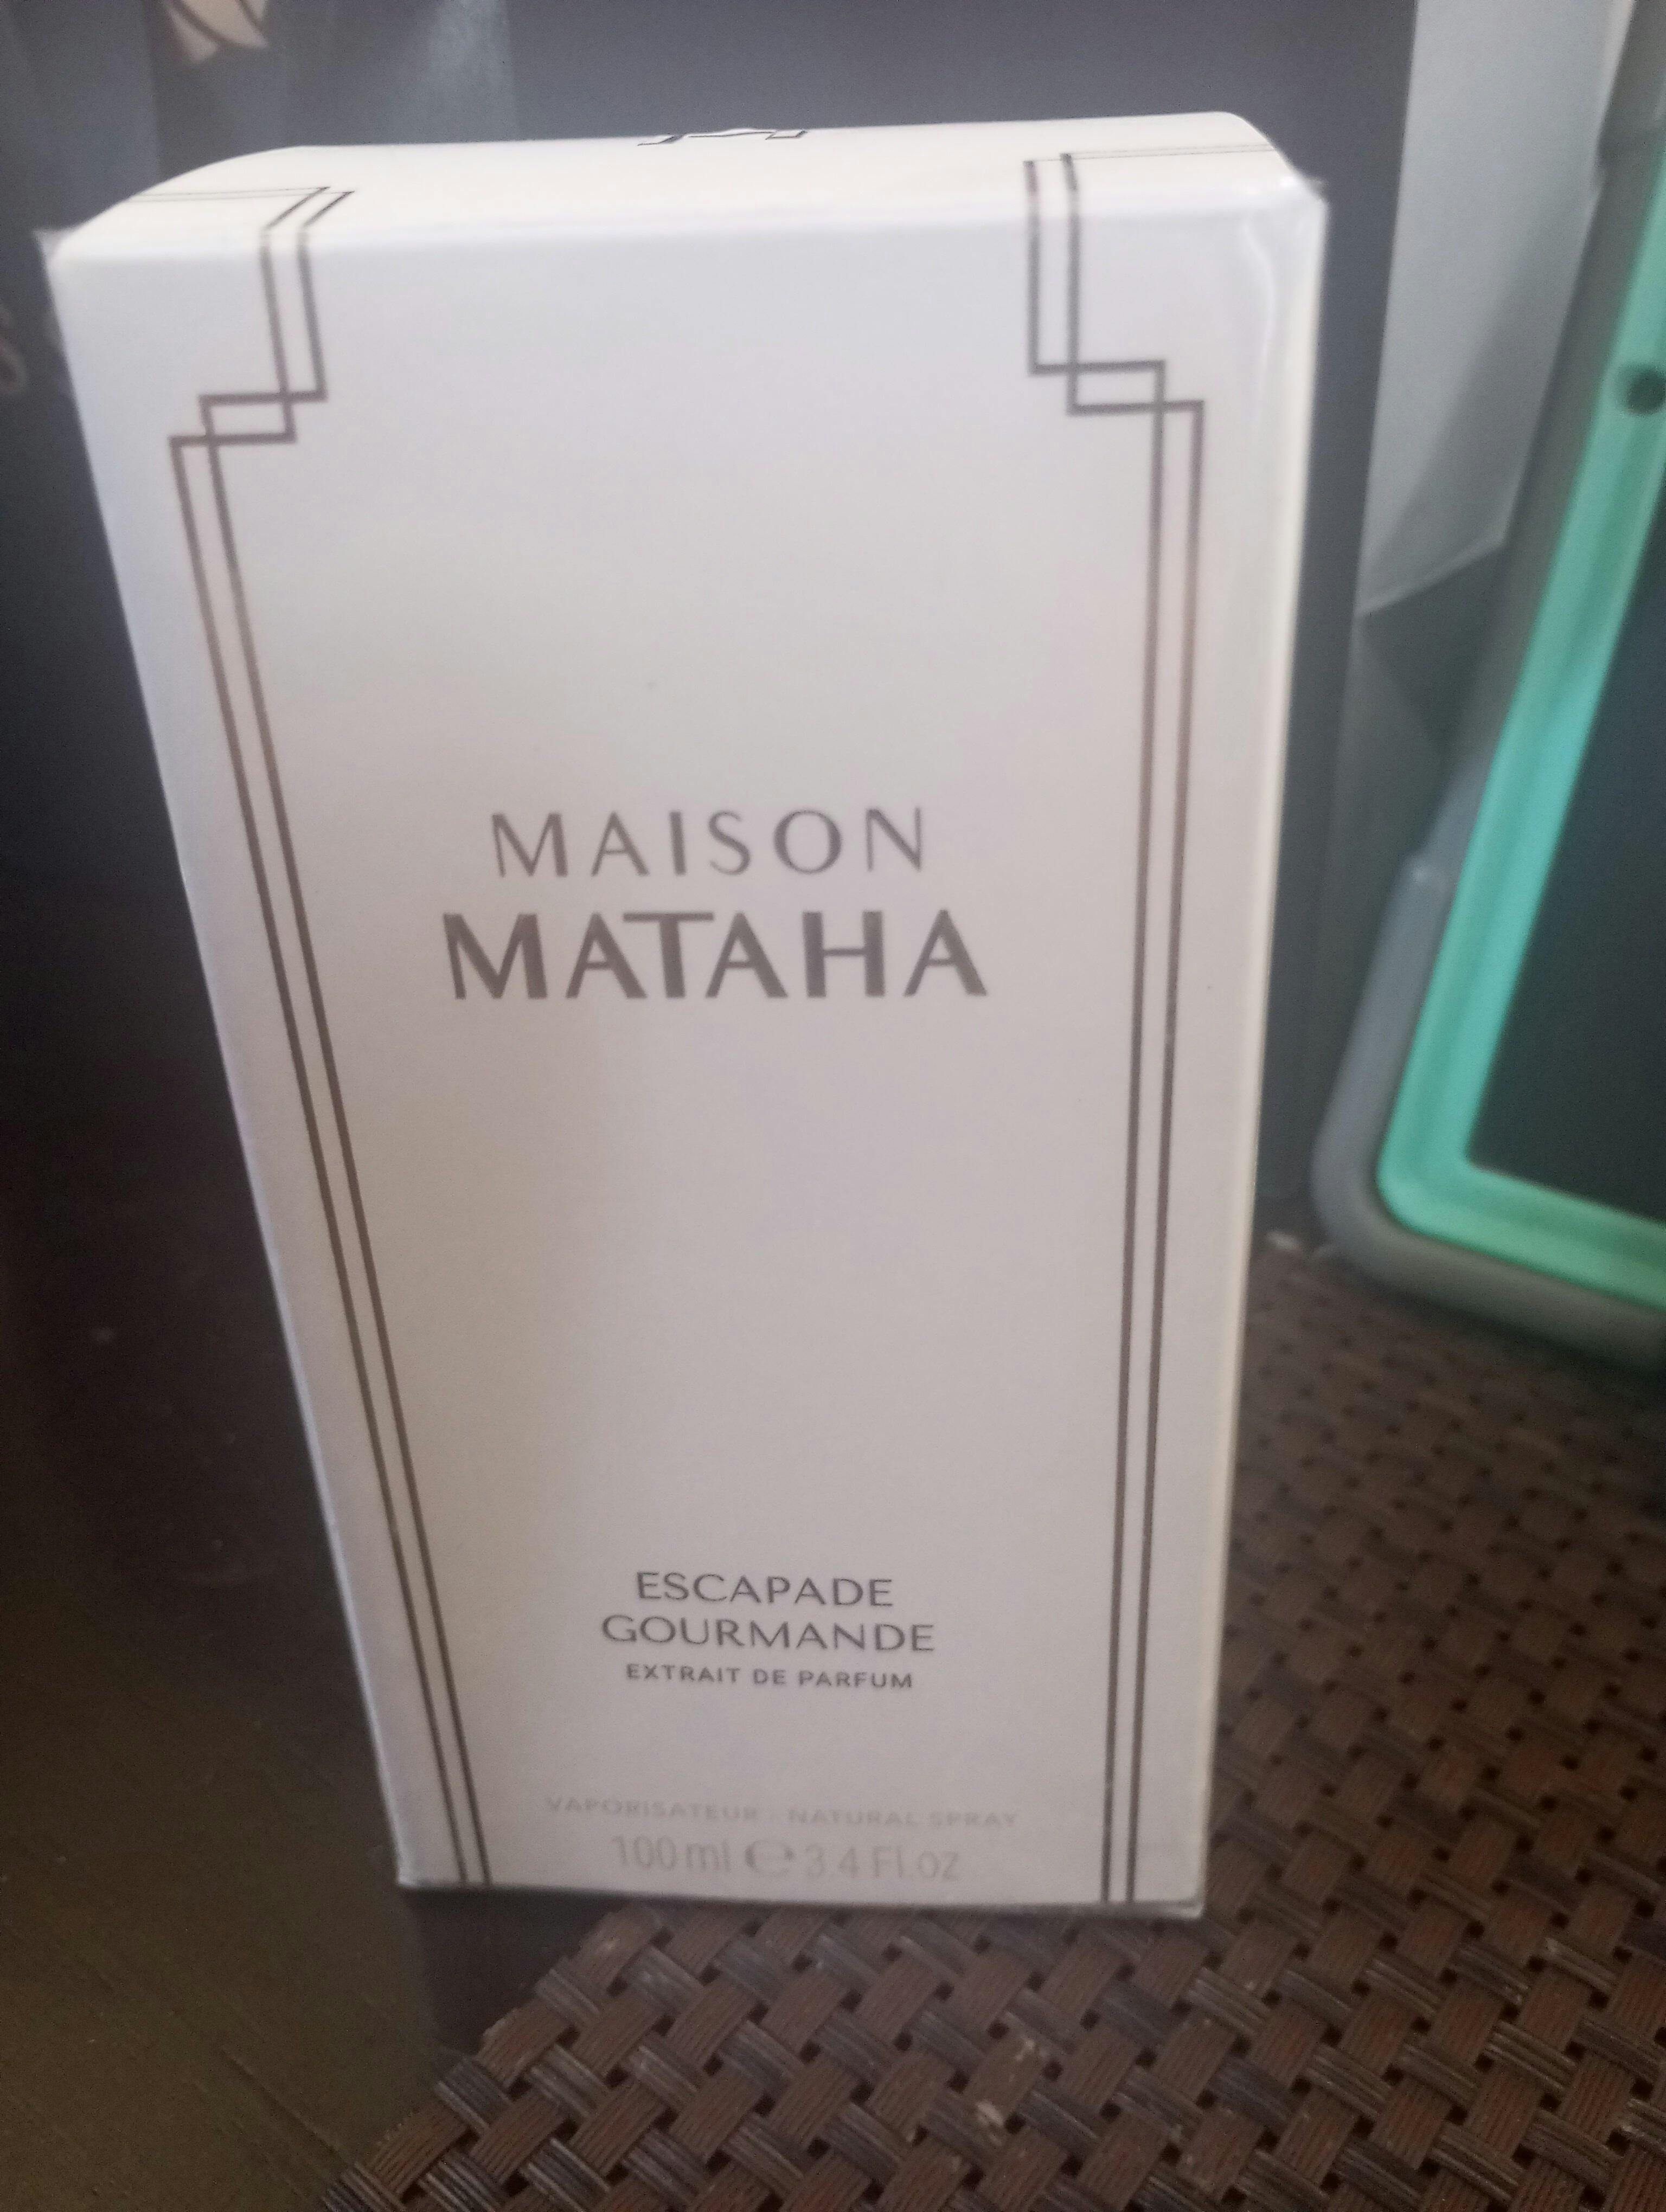 MAISON
MATAHA
ESCAPADE
GOURMANDE
EXTRAIT DE PARFUM
VAPORISATEUR - NATURAL SPRAY
100 ml ℮ 3.4 Fl.oz